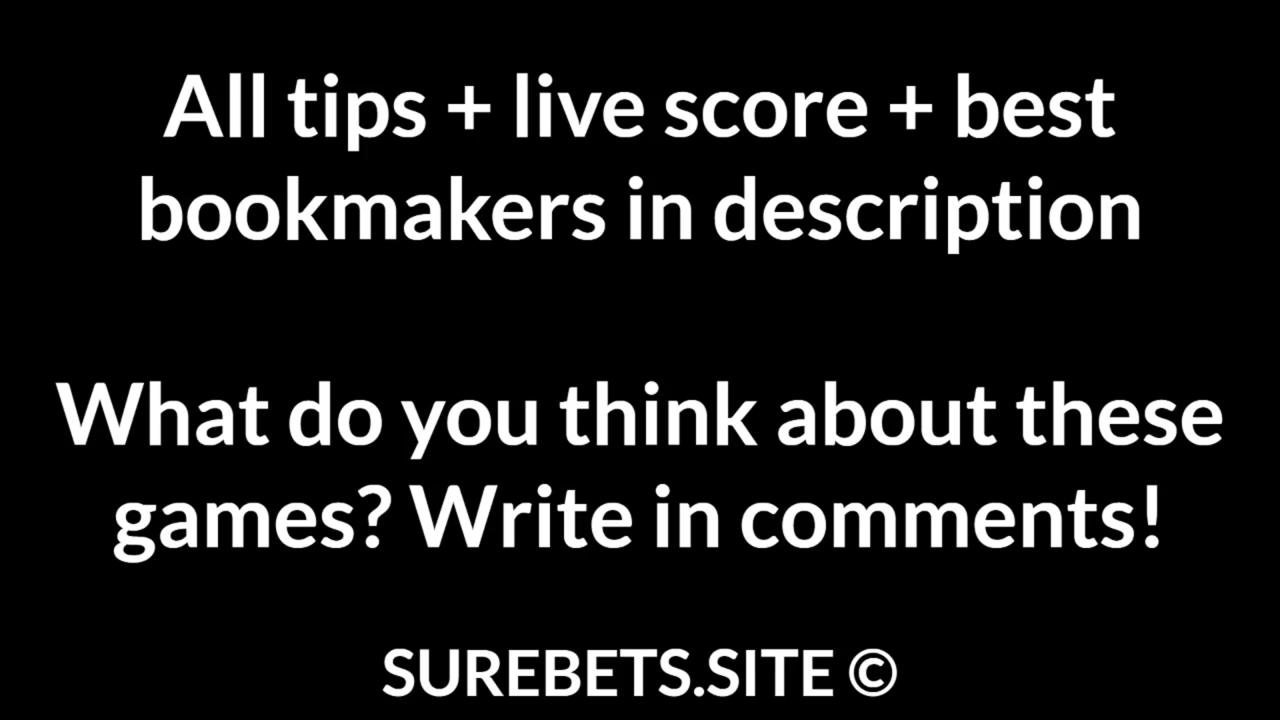 All tips + live score + best
bookmakers in description
What do you think about these
games? Write in comments!
SUREBETS.SITE ©